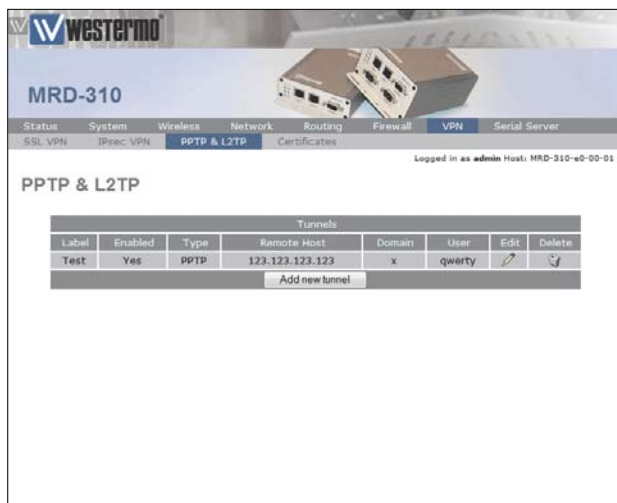 westermo
MRD-310
Status System Wireless Network Routing Firewall VPN Serial Server
SSL VPN IPsec VPN PPTP & L2TP Certificates
Logged in as admin Host: MRD-310-e0-00-01
PPTP & L2TP
Tunnels
Label Enabled Type Remote Host Domain User Edit Delete
Test Yes PPTP 123.123.123.123 x qwerty
Add new tunnel